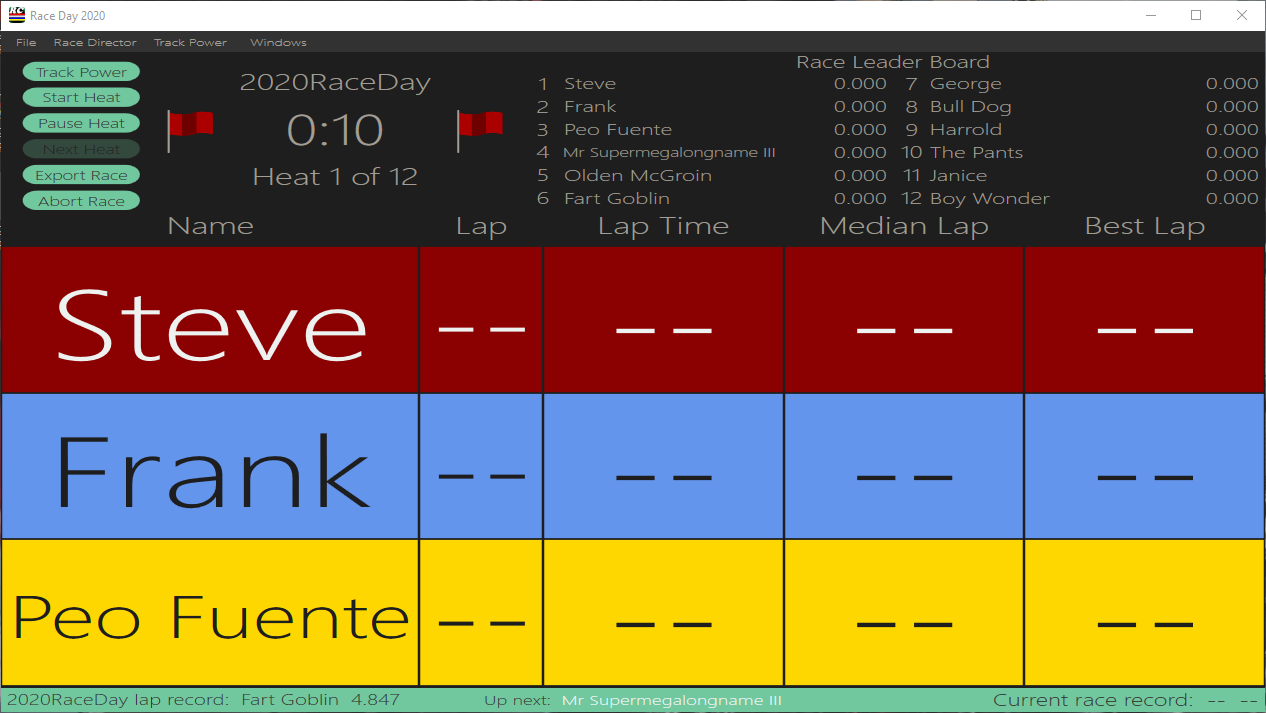 RC Race Day 2020
File Race Director Track Power Windows
Track Power
Start Heat
Pause Heat
Next Heat
Export Race
Abort Race
2020RaceDay
0:10
Heat 1 of 12
Race Leader Board
1 Steve 0.000 7 George 0.000
2 Frank 0.000 8 Bull Dog 0.000
3 Peo Fuente 0.000 9 Harrold 0.000
4 Mr Supermegalongname III 0.000 10 The Pants 0.000
5 Olden McGroin 0.000 11 Janice 0.000
6 Fart Goblin 0.000 12 Boy Wonder 0.000
Name Lap Lap Time Median Lap Best Lap
Steve -- -- -- --
Frank -- -- -- --
Peo Fuente -- -- -- --
2020RaceDay lap record: Fart Goblin 4.847 Up next: Mr Supermegalongname III Current race record: -- --